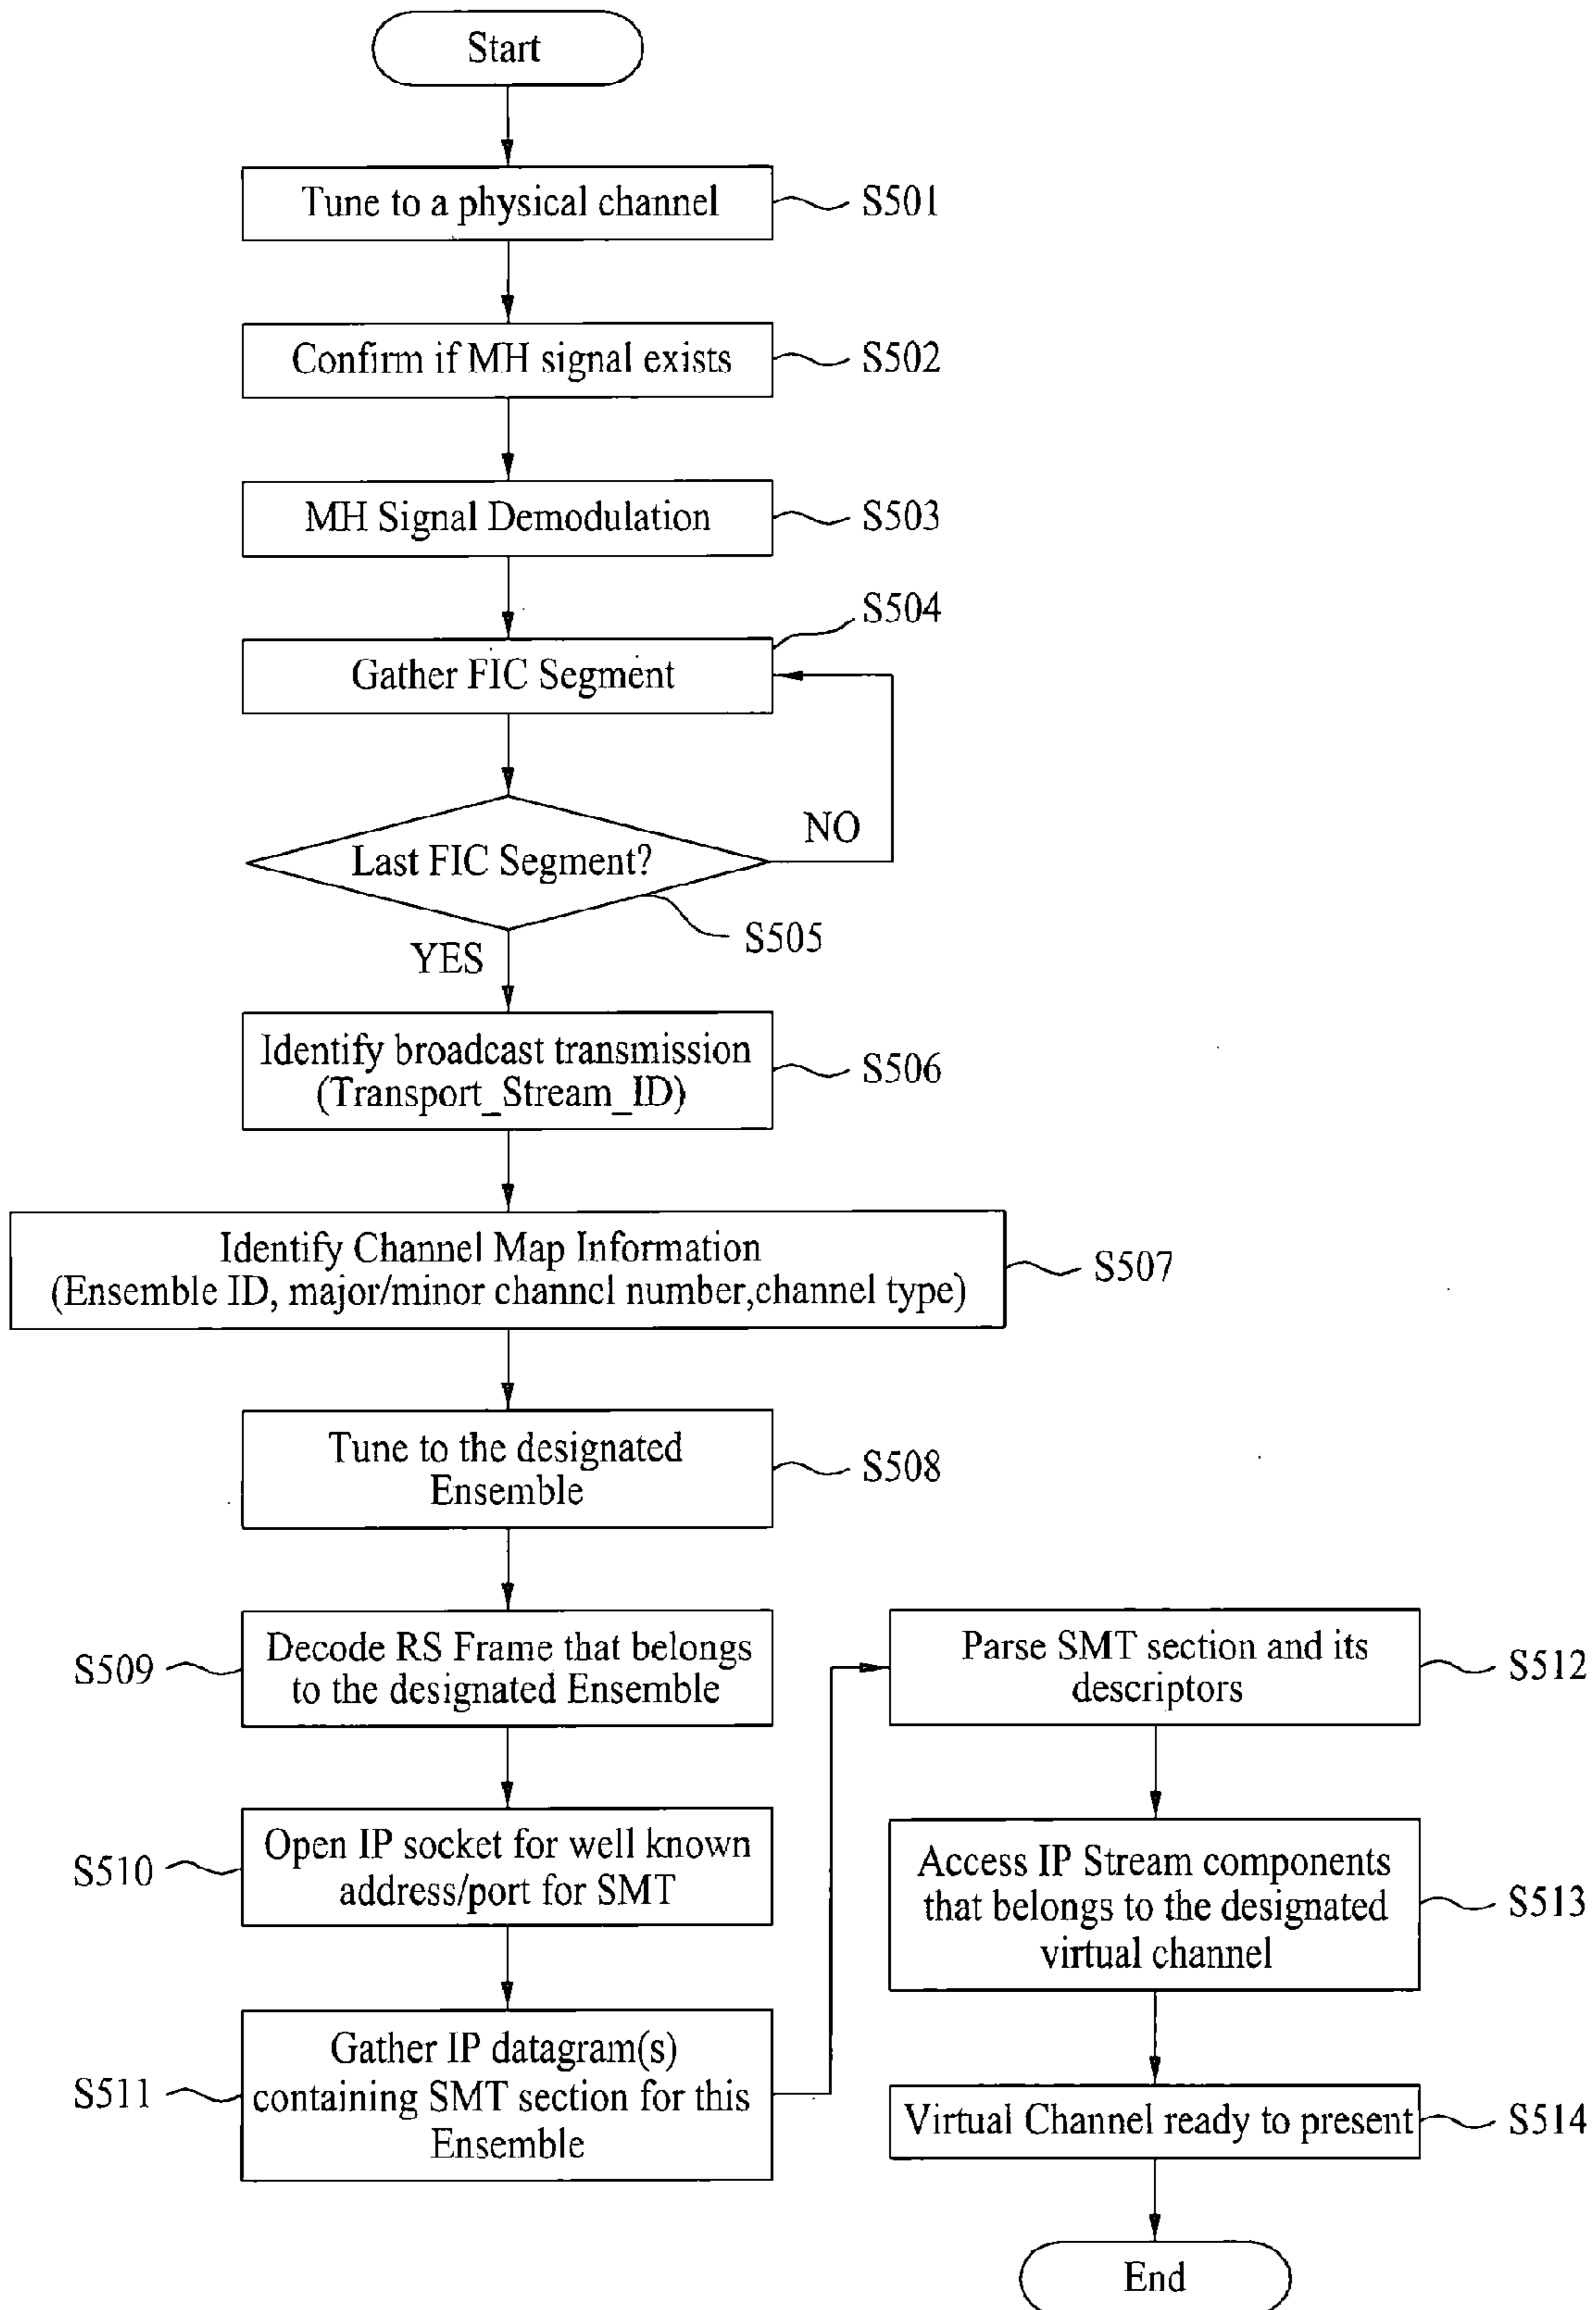 Start
Tune to a physical channel
S501
Confirm if MH signal exists
S502
MH Signal Demodulation
S503
S504
Gather FIC Segment
Last FIC Segment?
NO
S505
YES
Identify broadcast transmission
(Transport_Stream_ID)
S506
Identify Channel Map Information
(Ensemble ID, major/minor channel number,channel type)
S507
Tune to the designated
Ensemble
S508
S509
Decode RS Frame that belongs
to the designated Ensemble
S510
Open IP socket for well known
address/port for SMT
S511
Gather IP datagram(s)
containing SMT section for this
Ensemble
Parse SMT section and its
descriptors
S512
Access IP Stream components
that belongs to the designated
virtual channel
S513
Virtual Channel ready to present
S514
End